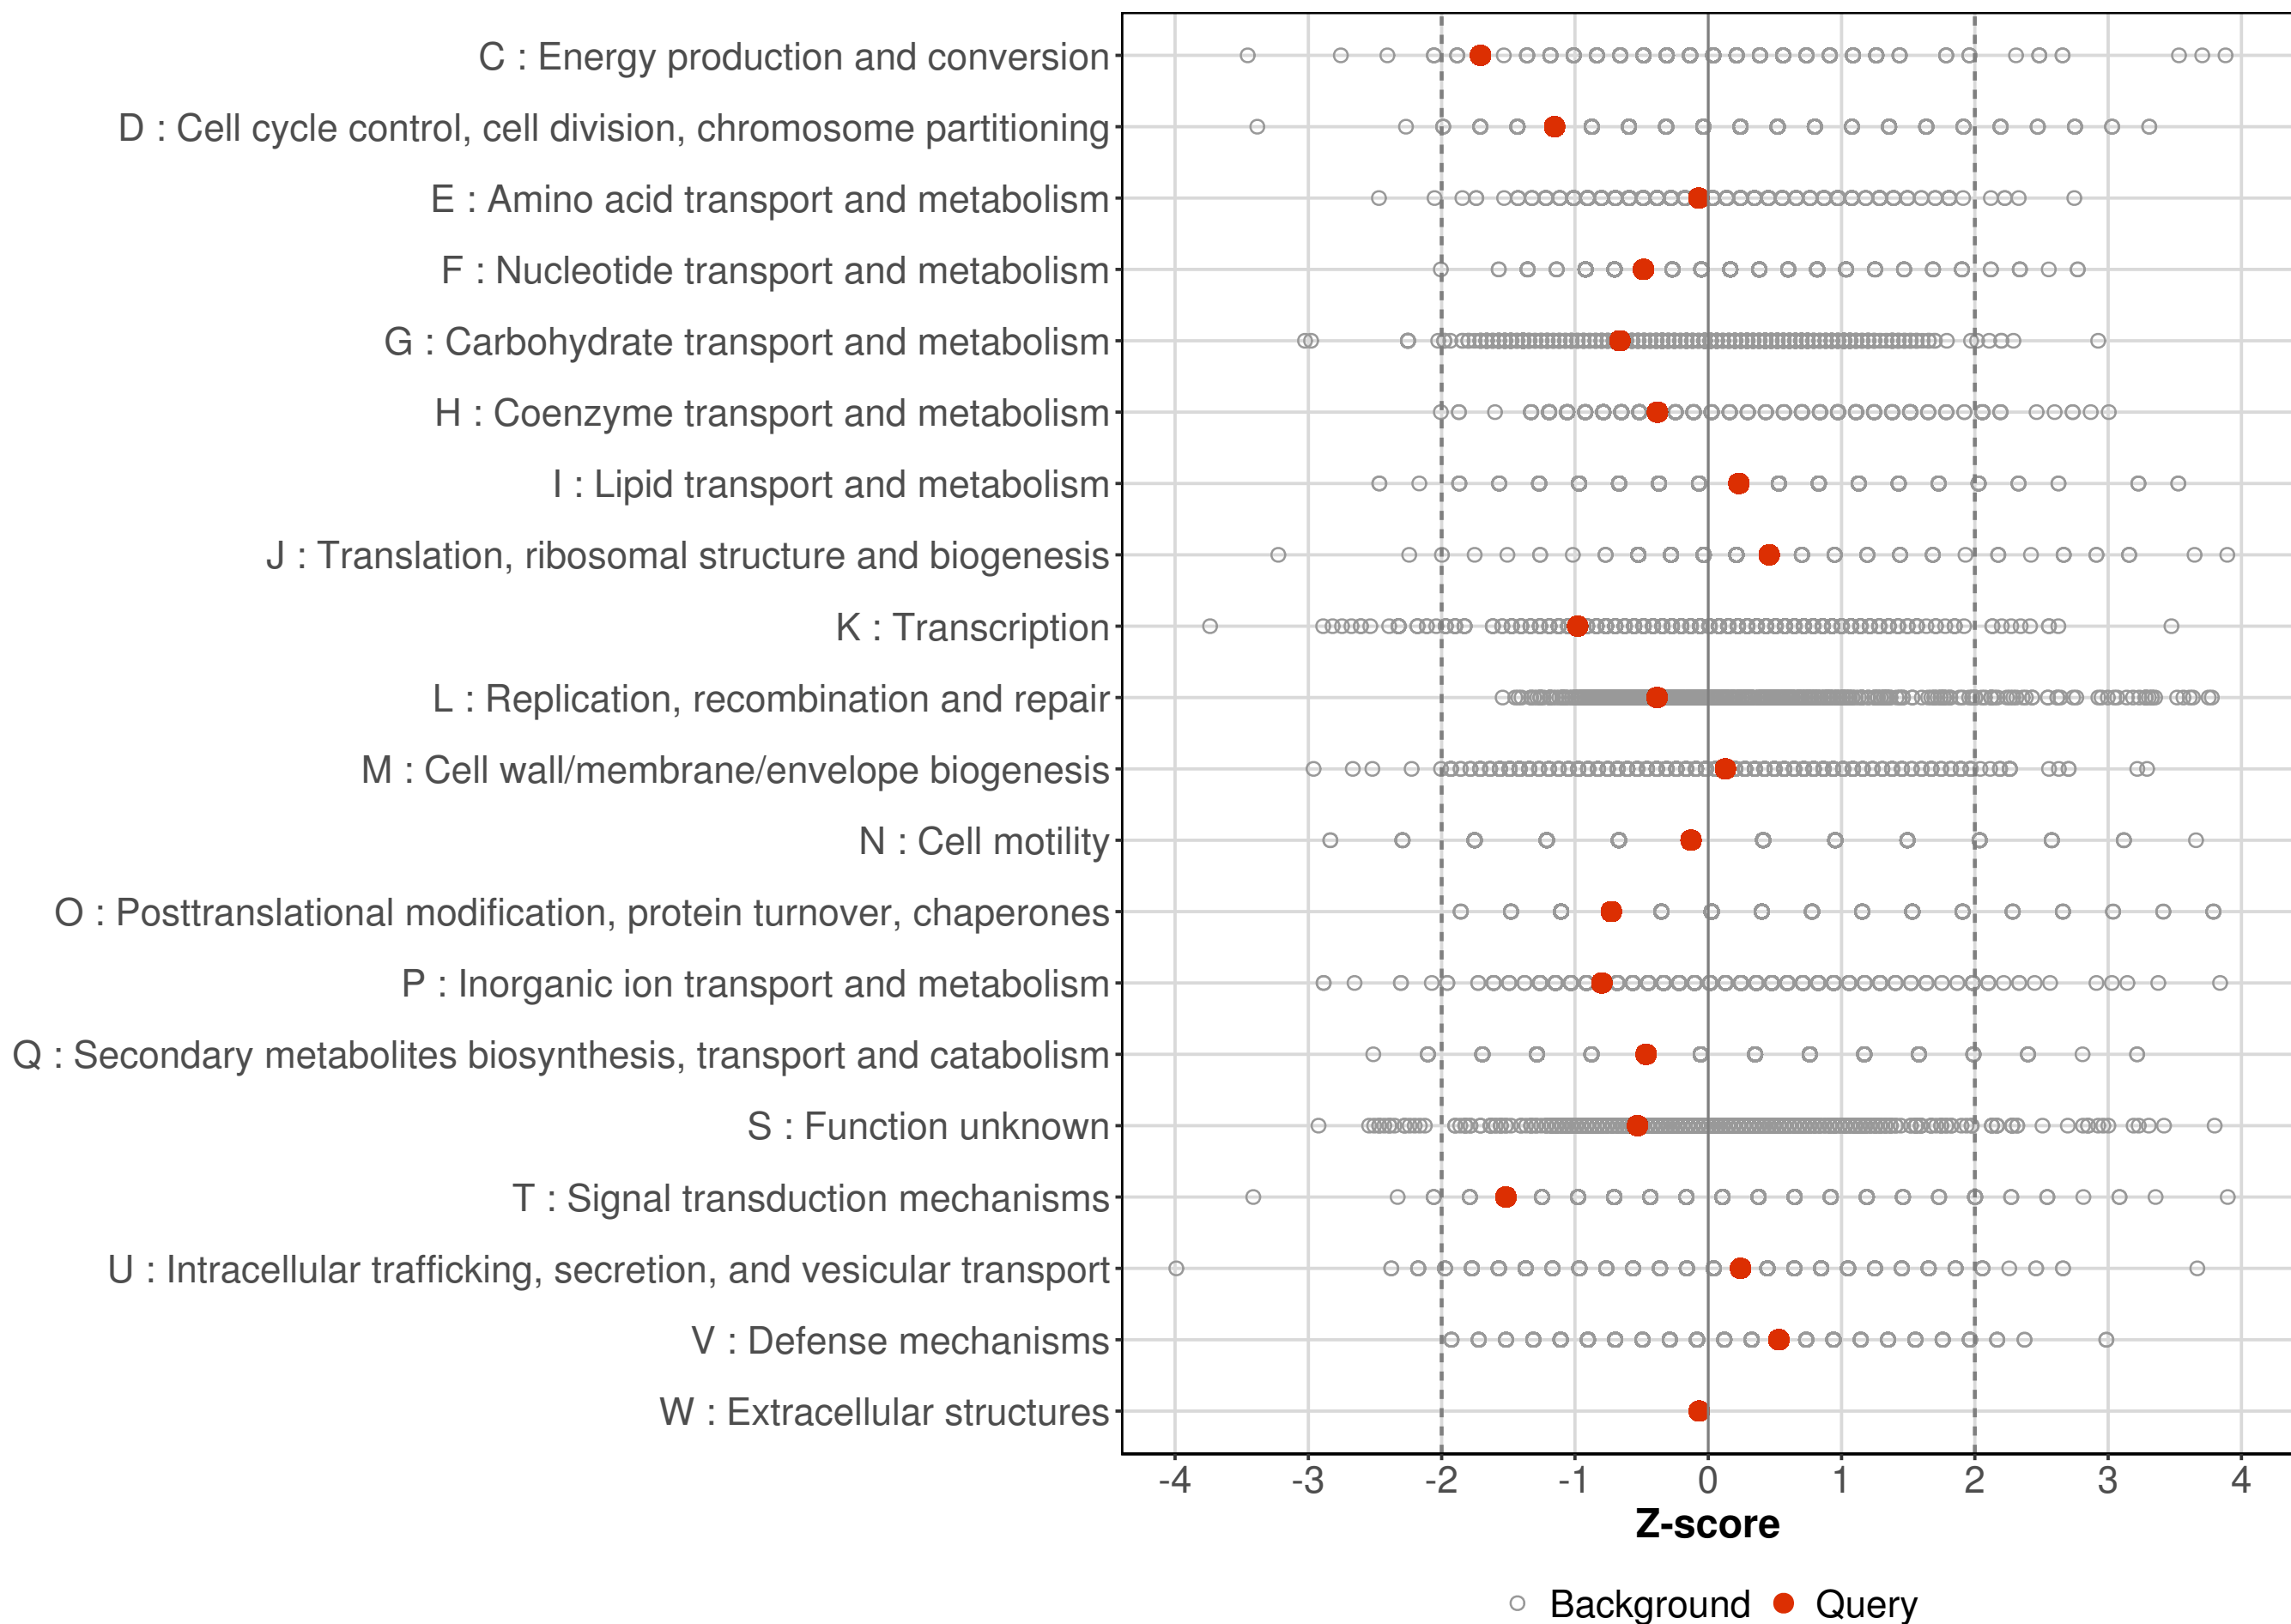 C : Energy production and conversion
D : Cell cycle control, cell division, chromosome partitioning
E : Amino acid transport and metabolism
F : Nucleotide transport and metabolism
G : Carbohydrate transport and metabolism
H : Coenzyme transport and metabolism
I : Lipid transport and metabolism
J : Translation, ribosomal structure and biogenesis
K : Transcription
L : Replication, recombination and repair
M : Cell wall/membrane/envelope biogenesis
N : Cell motility
O : Posttranslational modification, protein turnover, chaperones
P : Inorganic ion transport and metabolism
Q : Secondary metabolites biosynthesis, transport and catabolism
S : Function unknown
T : Signal transduction mechanisms
U : Intracellular trafficking, secretion, and vesicular transport
V : Defense mechanisms
W : Extracellular structures
-4 -3 -2 -1 0 1 2 3 4
Z-score
Background Query